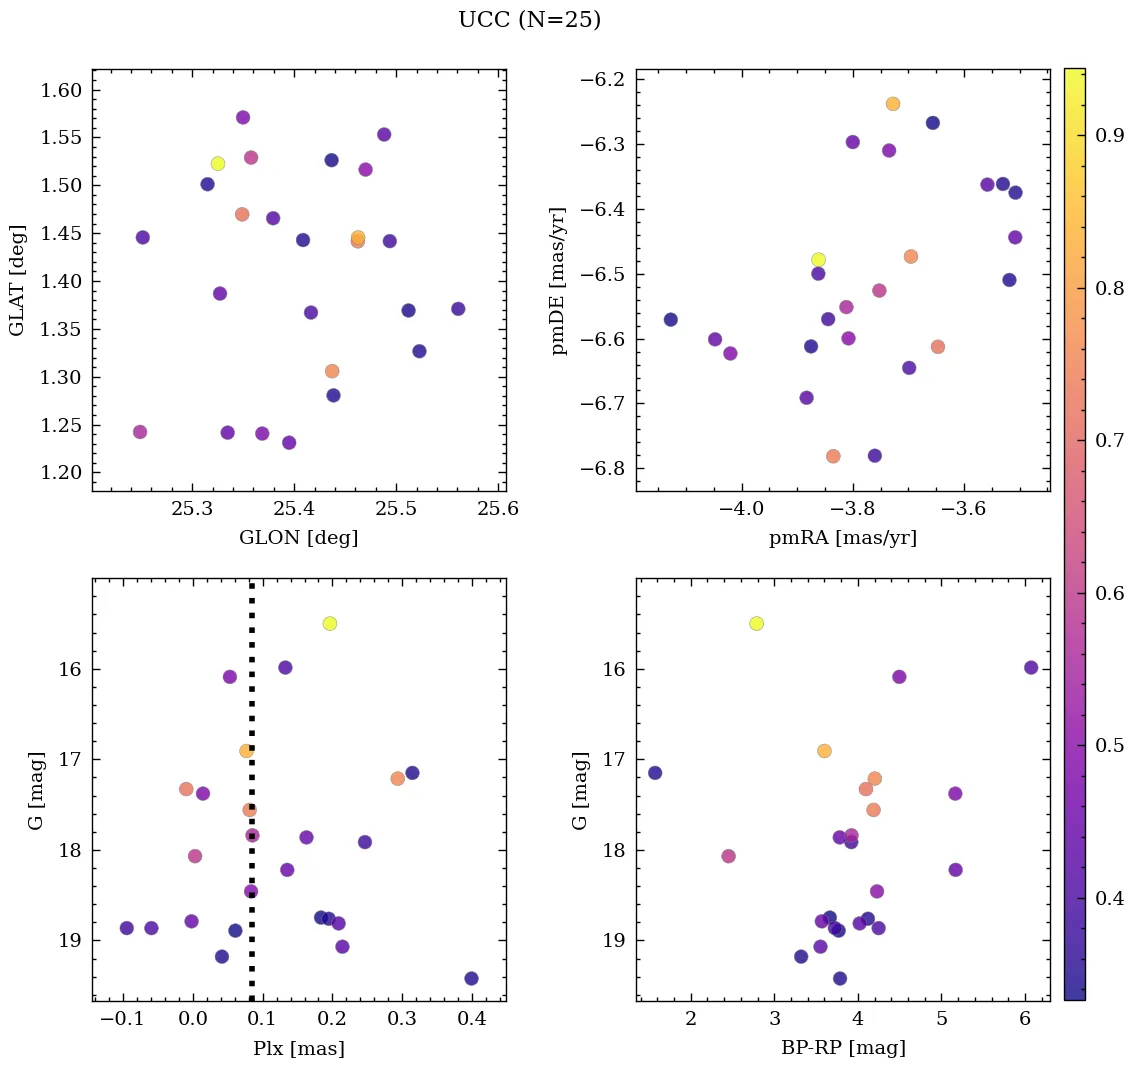 UCC (N=25)
1.60
1.55
1.50
1.45
1.40
1.35
1.30
1.25
1.20
GLAT [deg]
25.3 25.4 25.5 25.6
GLON [deg]
−6.2
−6.3
−6.4
−6.5
−6.6
−6.7
−6.8
pmDE [mas/yr]
−4.0 −3.8 −3.6
pmRA [mas/yr]
0.9
0.8
0.7
0.6
0.5
0.4
16
17
18
19
G [mag]
−0.1 0.0 0.1 0.2 0.3 0.4
Plx [mas]
16
17
18
19
G [mag]
2 3 4 5 6
BP-RP [mag]